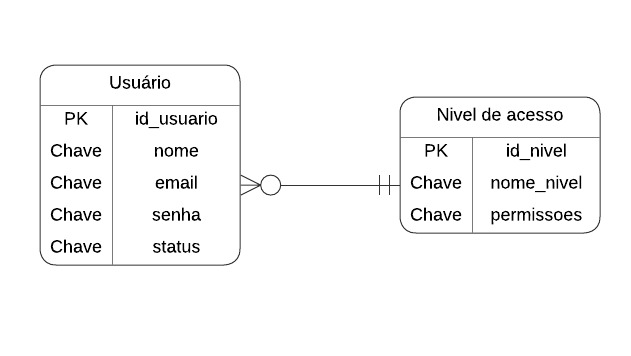 Usuário
PK id_usuario
Chave nome
Chave email
Chave senha
Chave status
Nivel de acesso
PK id_nivel
Chave nome_nivel
Chave permissoes